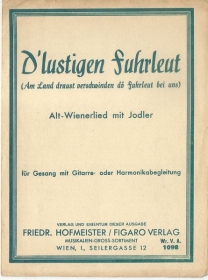 D'lustigen Fuhrleut
(Am Land draust verschwinden dö Fuhrleut bei uns)
Alt-Wienerlied mit Jodler
für Gesang mit Gitarre- oder Harmonikabegleitung
VERLAG UND EIGENTUM DIESER AUSGABE
FRIEDR. HOFMEISTER / FIGARO VERLAG
MUSIKALIEN-GROSS-SORTIMENT
WIEN, I., SEILERGASSE 12
Wr. V. A.
1098